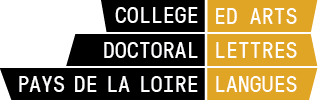 COLLEGE ED ARTS
DOCTORAL LETTRES
PAYS DE LA LOIRE LANGUES